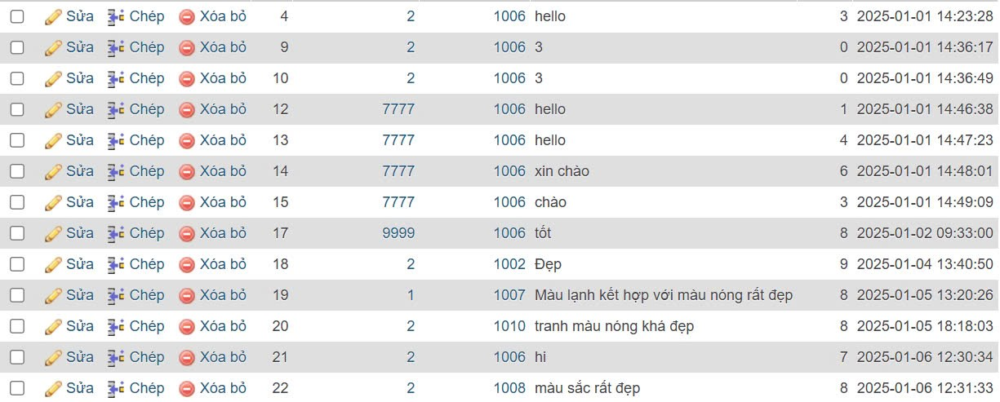 Sửa Chép Xóa bỏ 4 2 1006 hello 3 2025-01-01 14:23:28
Sửa Chép Xóa bỏ 9 2 1006 3 0 2025-01-01 14:36:17
Sửa Chép Xóa bỏ 10 2 1006 3 0 2025-01-01 14:36:49
Sửa Chép Xóa bỏ 12 7777 1006 hello 1 2025-01-01 14:46:38
Sửa Chép Xóa bỏ 13 7777 1006 hello 4 2025-01-01 14:47:23
Sửa Chép Xóa bỏ 14 7777 1006 xin chào 6 2025-01-01 14:48:01
Sửa Chép Xóa bỏ 15 7777 1006 chào 3 2025-01-01 14:49:09
Sửa Chép Xóa bỏ 17 9999 1006 tốt 8 2025-01-02 09:33:00
Sửa Chép Xóa bỏ 18 2 1002 Đẹp 9 2025-01-04 13:40:50
Sửa Chép Xóa bỏ 19 1 1007 Màu lạnh kết hợp với màu nóng rất đẹp 8 2025-01-05 13:20:26
Sửa Chép Xóa bỏ 20 2 1010 tranh màu nóng khá đẹp 8 2025-01-05 18:18:03
Sửa Chép Xóa bỏ 21 2 1006 hi 7 2025-01-06 12:30:34
Sửa Chép Xóa bỏ 22 2 1008 màu sắc rất đẹp 8 2025-01-06 12:31:33